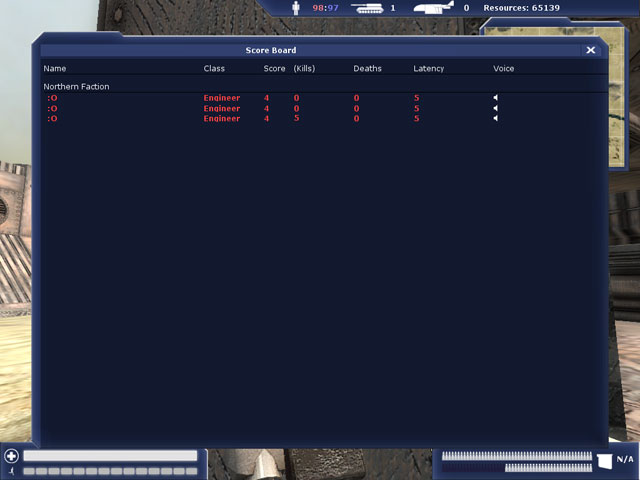 98:97 1 0 Resources: 65139
Score Board
Name Class Score (Kills) Deaths Latency Voice
Northern Faction
:O Engineer 4 0 0 5
:O Engineer 4 0 0 5
:O Engineer 4 5 0 5
N/A